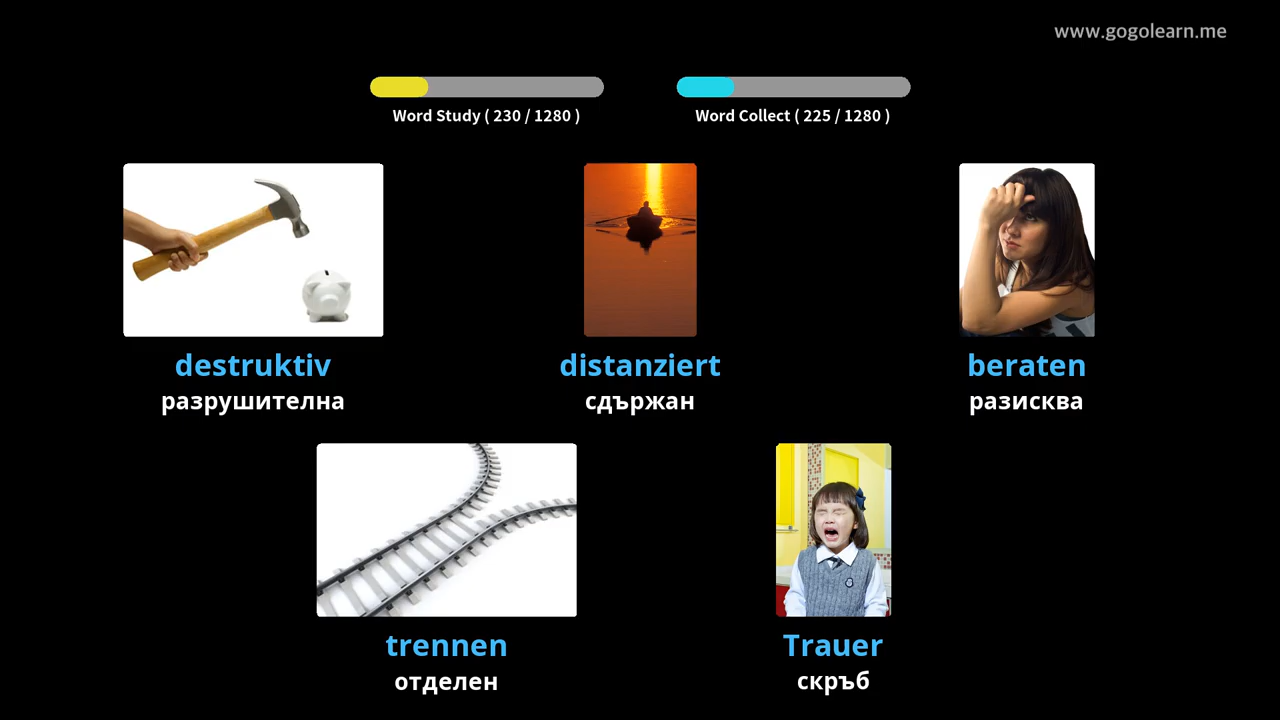 www.gogolearn.me
Word Study ( 230 / 1280 )
Word Collect ( 225 / 1280 )
destruktiv
разрушителна
distanziert
сдържан
beraten
разисква
trennen
отделен
Trauer
скръб